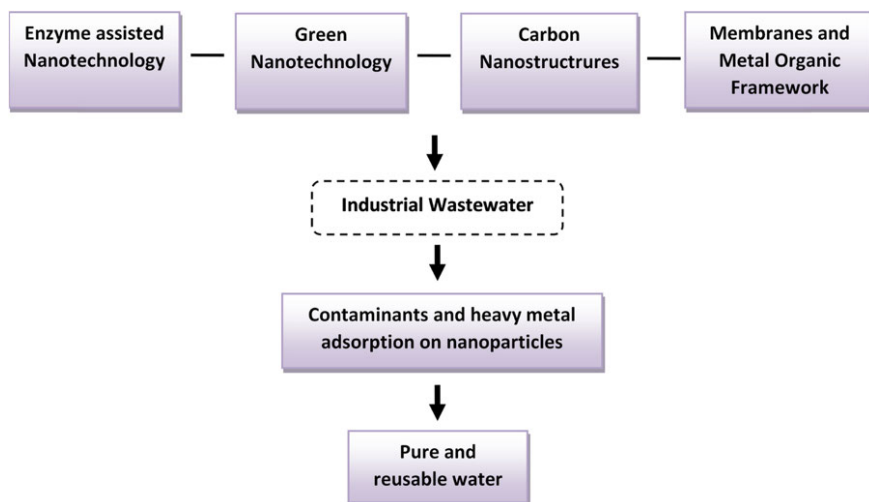 Enzyme assisted
Nanotechnology
Green
Nanotechnology
Carbon
Nanostructrures
Membranes and
Metal Organic
Framework
Industrial Wastewater
Contaminants and heavy metal
adsorption on nanoparticles
Pure and
reusable water